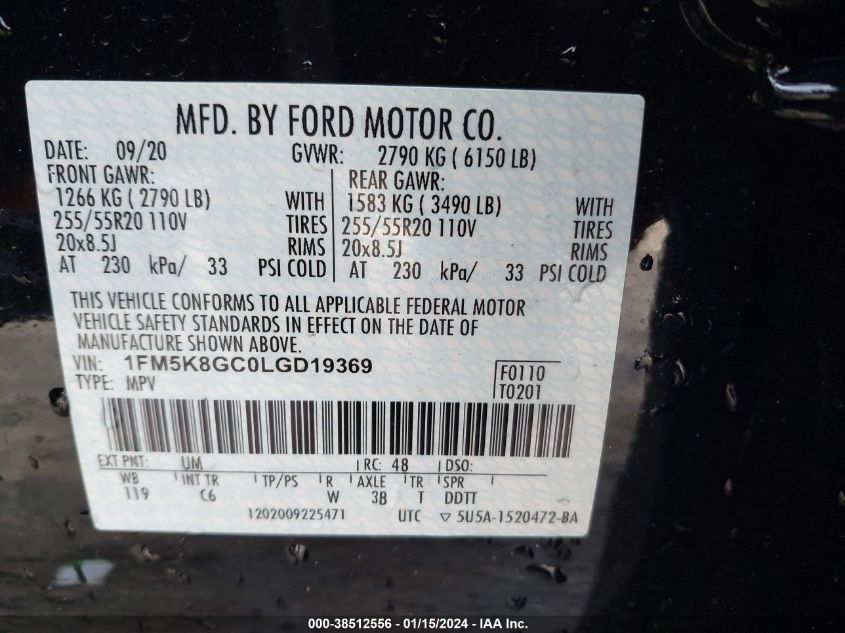 MFD. BY FORD MOTOR CO.
DATE: 09/20 GVWR: 2790 KG ( 6150 LB)
FRONT GAWR: REAR GAWR:
1266 KG ( 2790 LB) WITH 1583 KG ( 3490 LB) WITH
255/55R20 110V TIRES 255/55R20 110V TIRES
20x8.5J RIMS 20x8.5J RIMS
AT 230 kPa/ 33 PSI COLD AT 230 kPa/ 33 PSI COLD
THIS VEHICLE CONFORMS TO ALL APPLICABLE FEDERAL MOTOR
VEHICLE SAFETY STANDARDS IN EFFECT ON THE DATE OF
MANUFACTURE SHOWN ABOVE.
VIN: 1FM5K8GC0LGD19369 F0110
TYPE: MPV T0201
EXT PNT: UM RC: 48 DSO:
WB INT TR TP/PS R AXLE TR SPR
119 C6 W 3B T DDTT
1202009225471 UTC ▽ 5U5A-1520472-BA
000-38512556 - 01/15/2024 - IAA Inc.